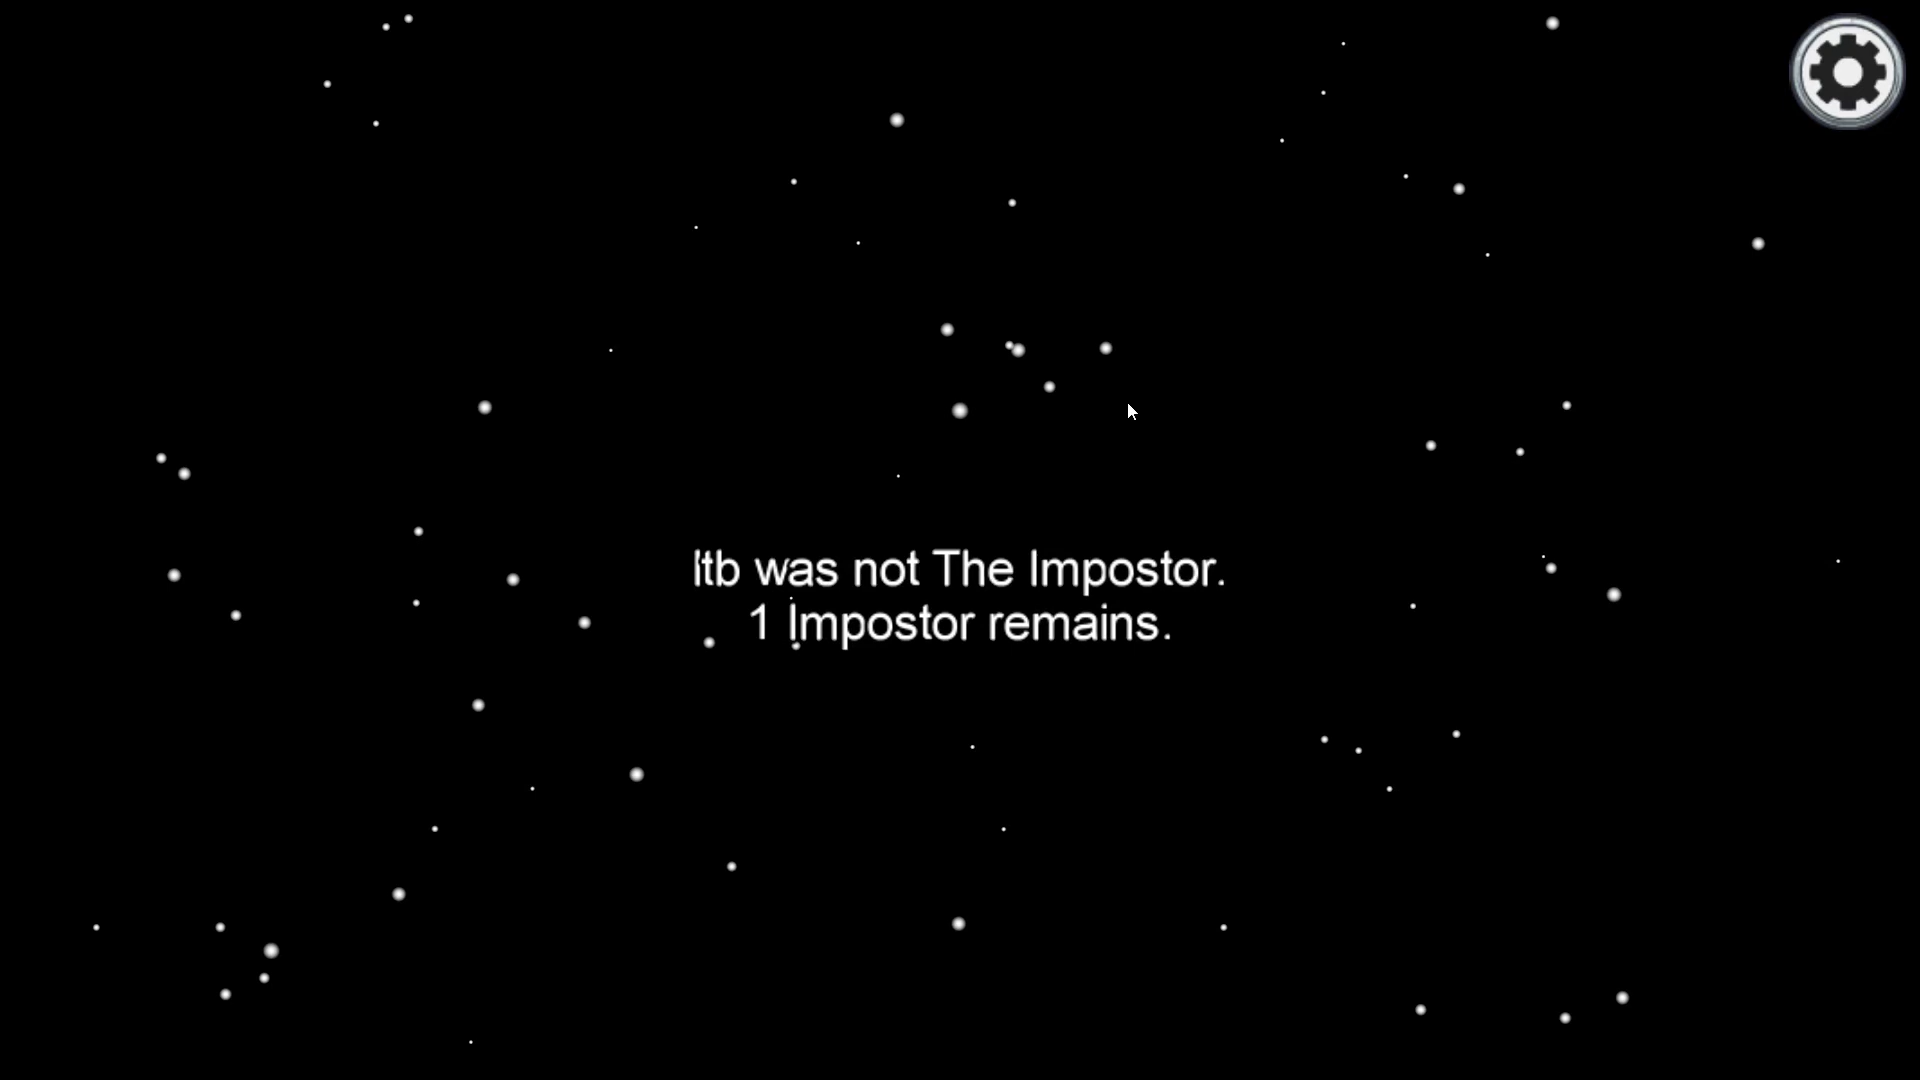 ltb was not The Impostor.
1 Impostor remains.